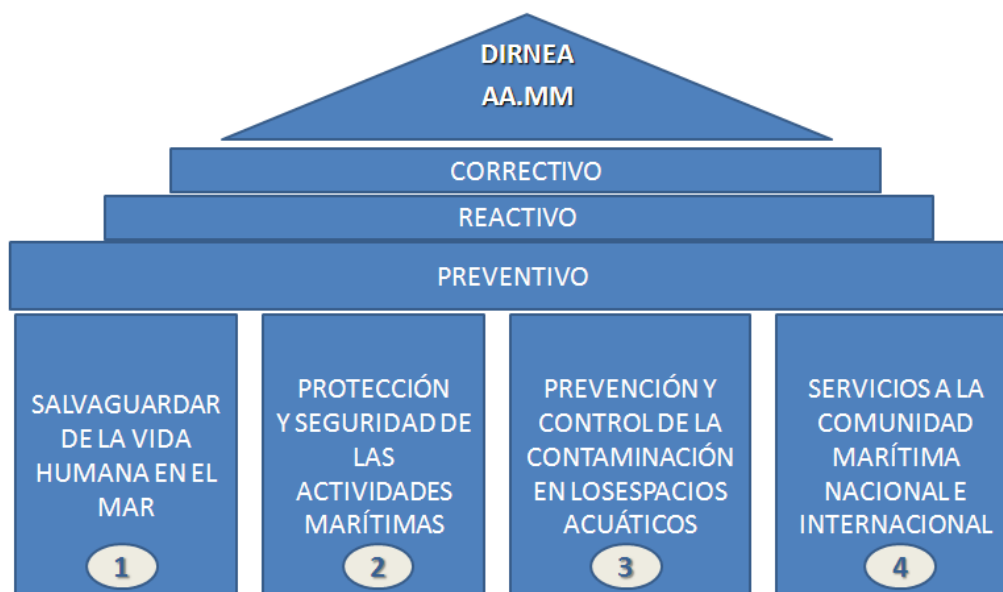 DIRNEA
AA.MM
CORRECTIVO
REACTIVO
PREVENTIVO
SALVAGUARDAR
DE LA VIDA
HUMANA EN EL
MAR
1
PROTECCIÓN
Y SEGURIDAD DE
LAS
ACTIVIDADES
MARÍTIMAS
2
PREVENCIÓN Y
CONTROL DE LA
CONTAMINACIÓN
EN LOSESPACIOS
ACUÁTICOS
3
SERVICIOS A LA
COMUNIDAD
MARÍTIMA
NACIONAL E
INTERNACIONAL
4